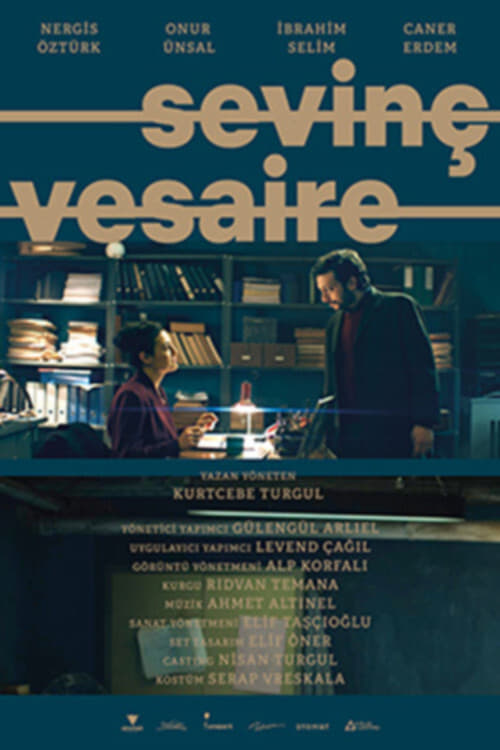 NERGİS ÖZTÜRK
ONUR ÜNSAL
İBRAHİM SELİM
CANER ERDEM
sevinç
vesaire
YAZAN YÖNETEN
KURTCEBE TURGUL
YÖNETİCİ YAPIMCI GÜLENGÜL ARLIEL
UYGULAYICI YAPIMCI LEVEND ÇAĞIL
GÖRÜNTÜ YÖNETMENİ ALP KORFALI
KURGU RIDVAN TEMANA
MÜZİK AHMET ALTINEL
SANAT YÖNETMENİ ELİF TAŞÇIOĞLU
SET TASARIM ELİF ÖNER
CASTING NİSAN TURGUL
KOSTÜM SERAP VRESKALA